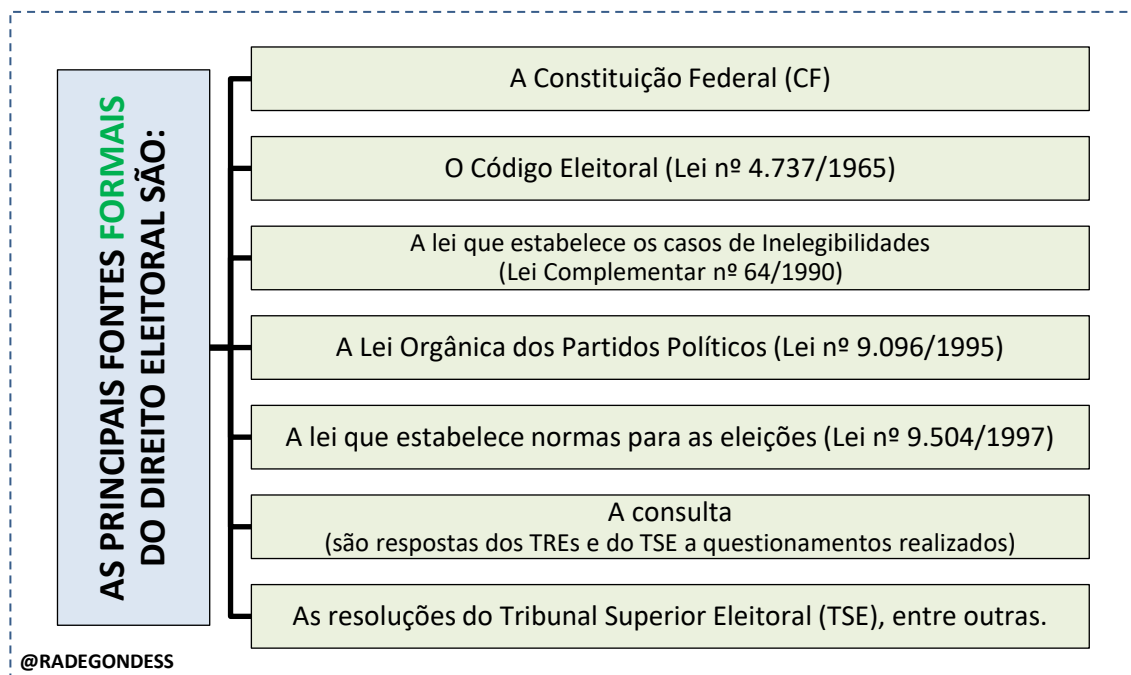 AS PRINCIPAIS FONTES FORMAIS
DO DIREITO ELEITORAL SÃO:
A Constituição Federal (CF)
O Código Eleitoral (Lei nº 4.737/1965)
A lei que estabelece os casos de Inelegibilidades
(Lei Complementar nº 64/1990)
A Lei Orgânica dos Partidos Políticos (Lei nº 9.096/1995)
A lei que estabelece normas para as eleições (Lei nº 9.504/1997)
A consulta
(são respostas dos TREs e do TSE a questionamentos realizados)
As resoluções do Tribunal Superior Eleitoral (TSE), entre outras.
@RADEGONDESS